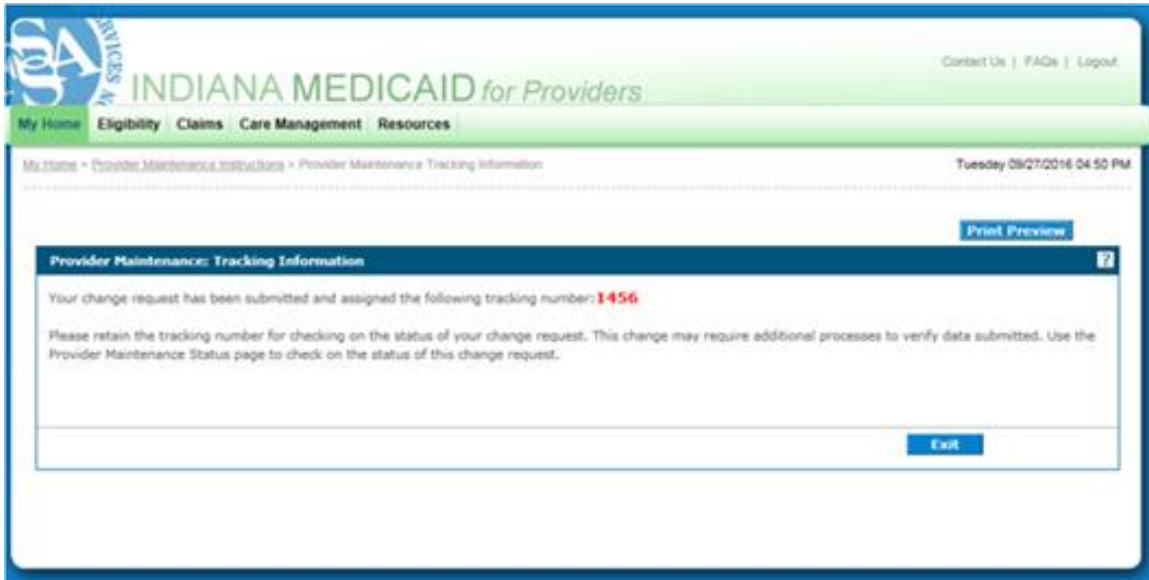 SSA
SERVICES
Contact Us | FAQs | Logout
INDIANA MEDICAID for Providers
My Home Eligibility Claims Care Management Resources
My Home > Provider Maintenance Instructions > Provider Maintenance Tracking Information
Tuesday 09/27/2016 04:50 PM
Print Preview
Provider Maintenance: Tracking Information ?
Your change request has been submitted and assigned the following tracking number:1456
Please retain the tracking number for checking on the status of your change request. This change may require additional processes to verify data submitted. Use the
Provider Maintenance Status page to check on the status of this change request.
Exit